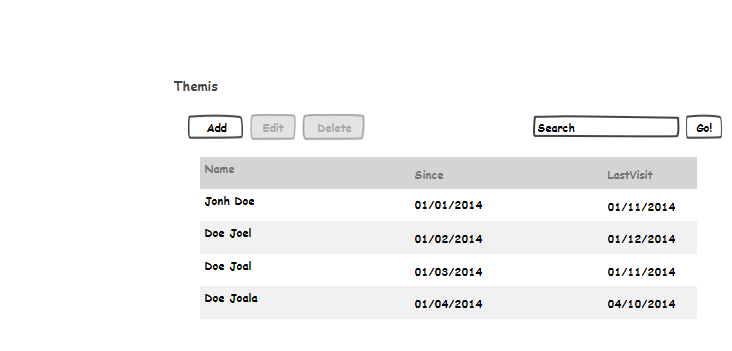 Themis
Add Edit Delete Search Go!
Name Since LastVisit
Jonh Doe 01/01/2014 01/11/2014
Doe Joel 01/02/2014 01/12/2014
Doe Joal 01/03/2014 01/11/2014
Doe Joala 01/04/2014 04/10/2014